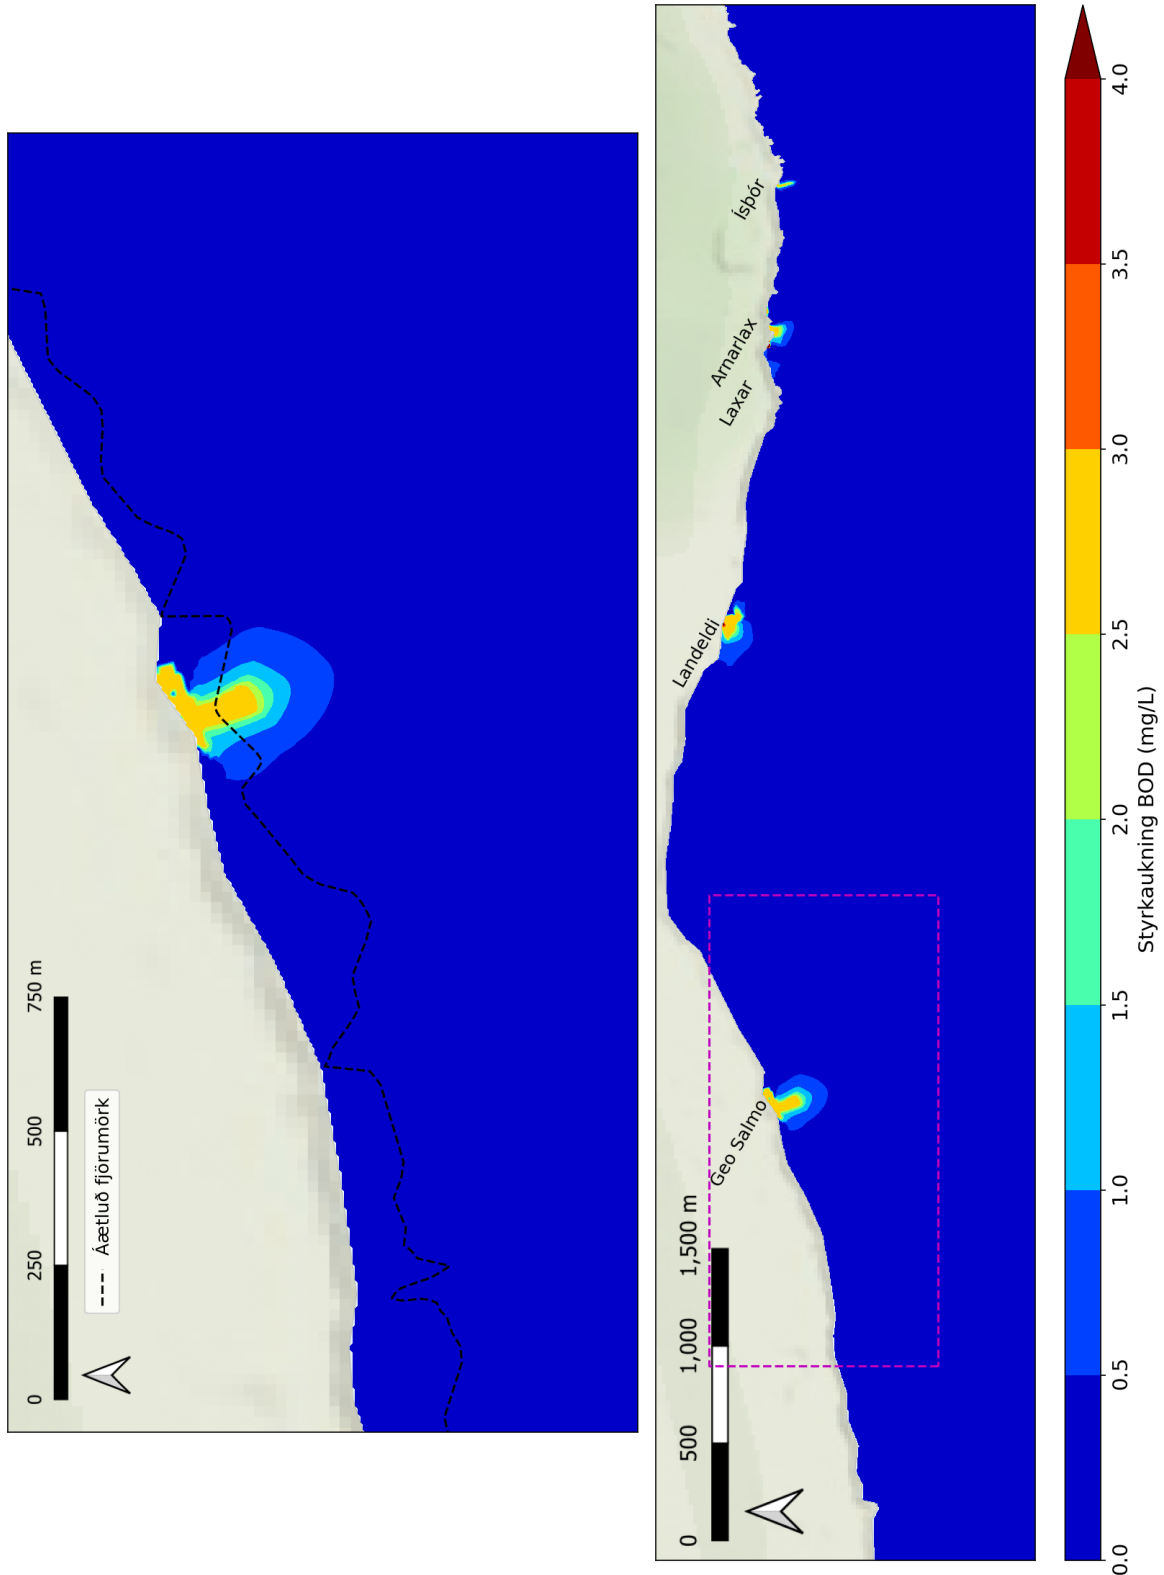 0 250 500 750 m
Áætluð fjörumörk
0 500 1,000 1,500 m
Geo Salmo
Landeldi
Laxar
Arnarlax
Ísþór
0.0 0.5 1.0 1.5 2.0 2.5 3.0 3.5 4.0
Styrkaukning BOD (mg/L)